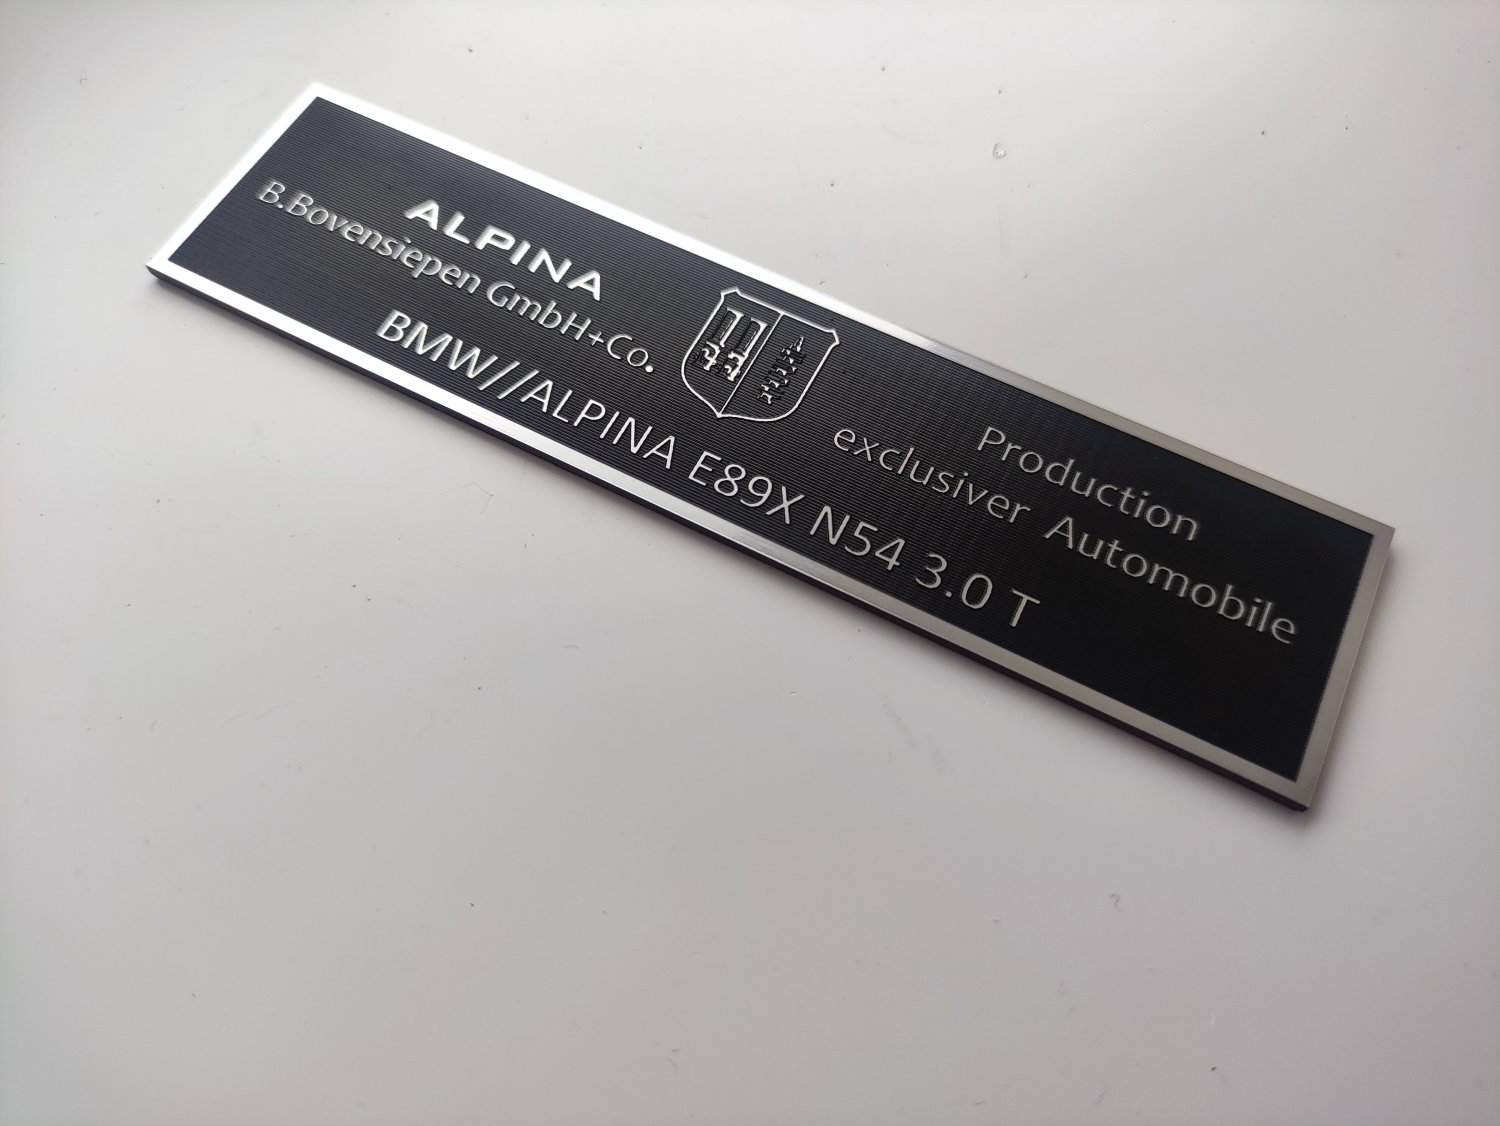 ALPINA
B.Bovensiepen GmbH+Co.
Production
exclusiver Automobile
BMW//ALPINA E89X N54 3.0 T